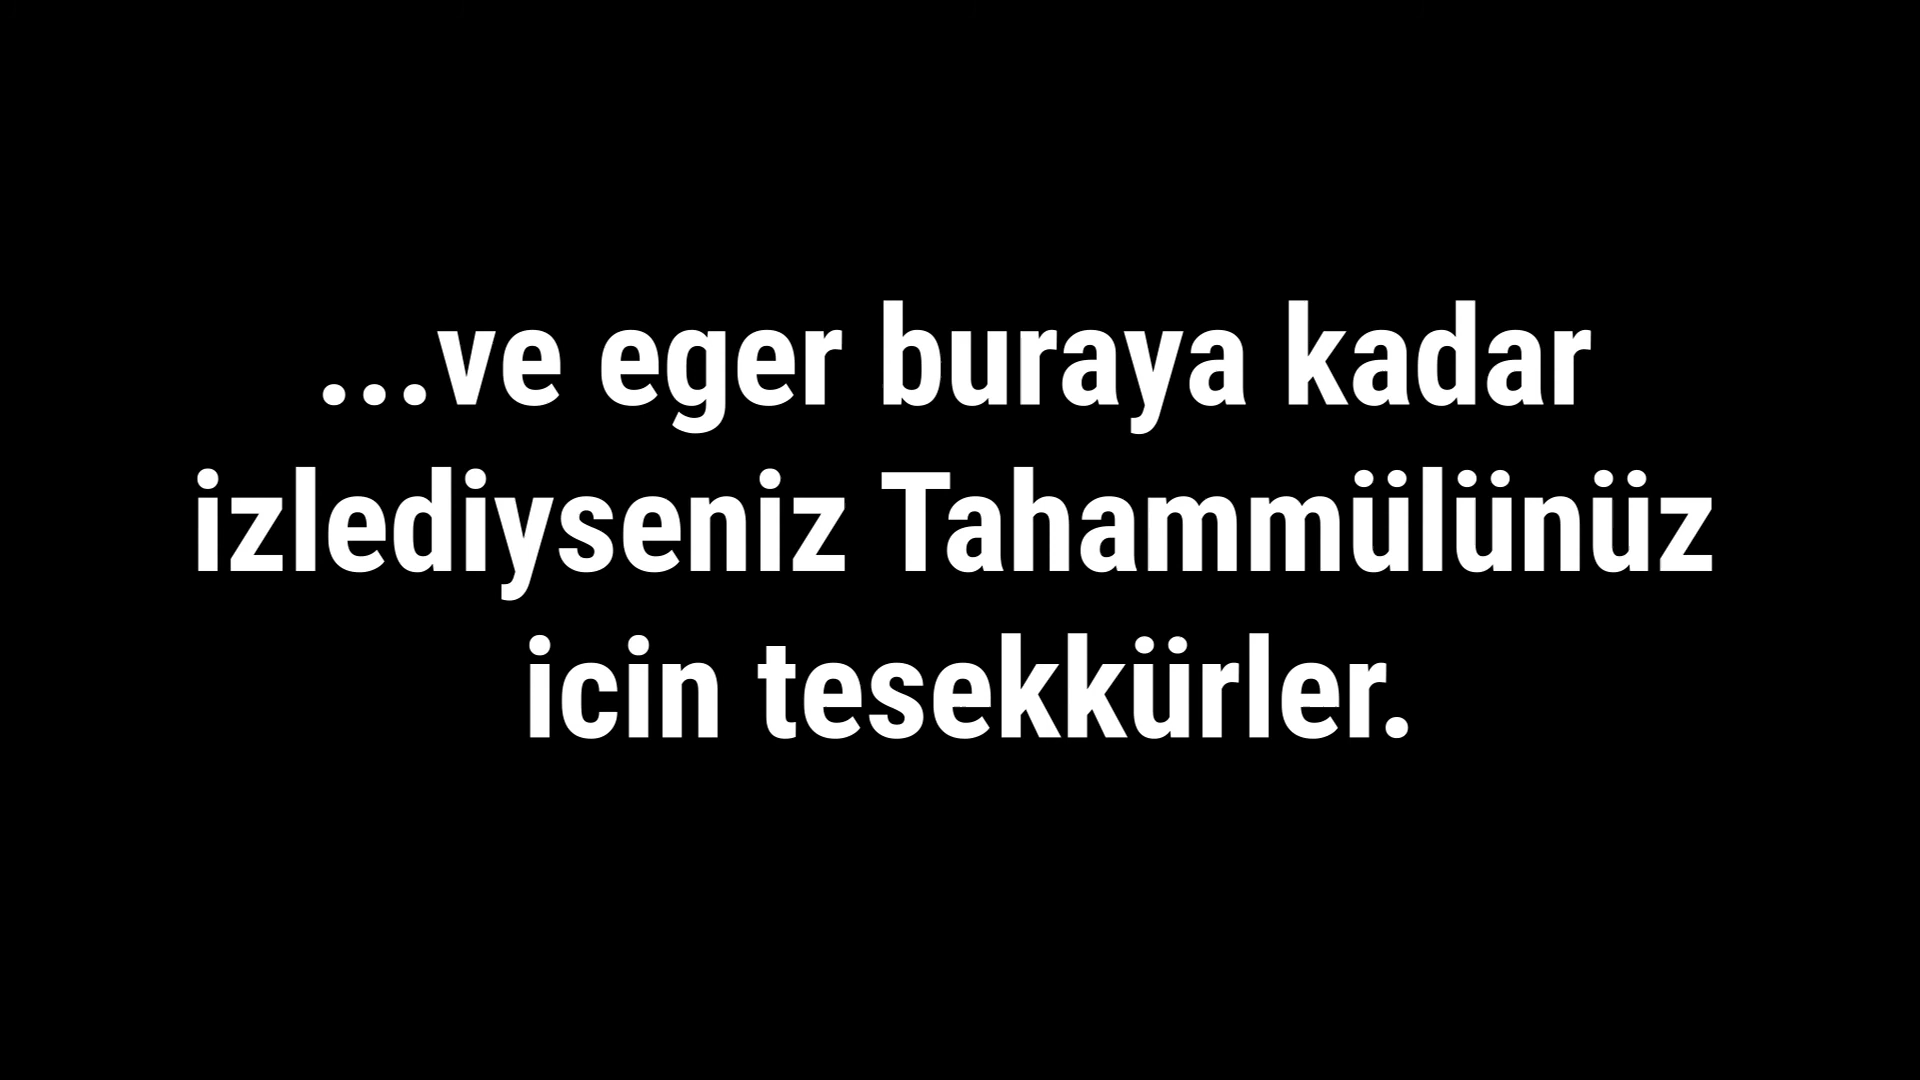 ...ve eger buraya kadar
izlediyseniz Tahammülünüz
icin tesekkürler.